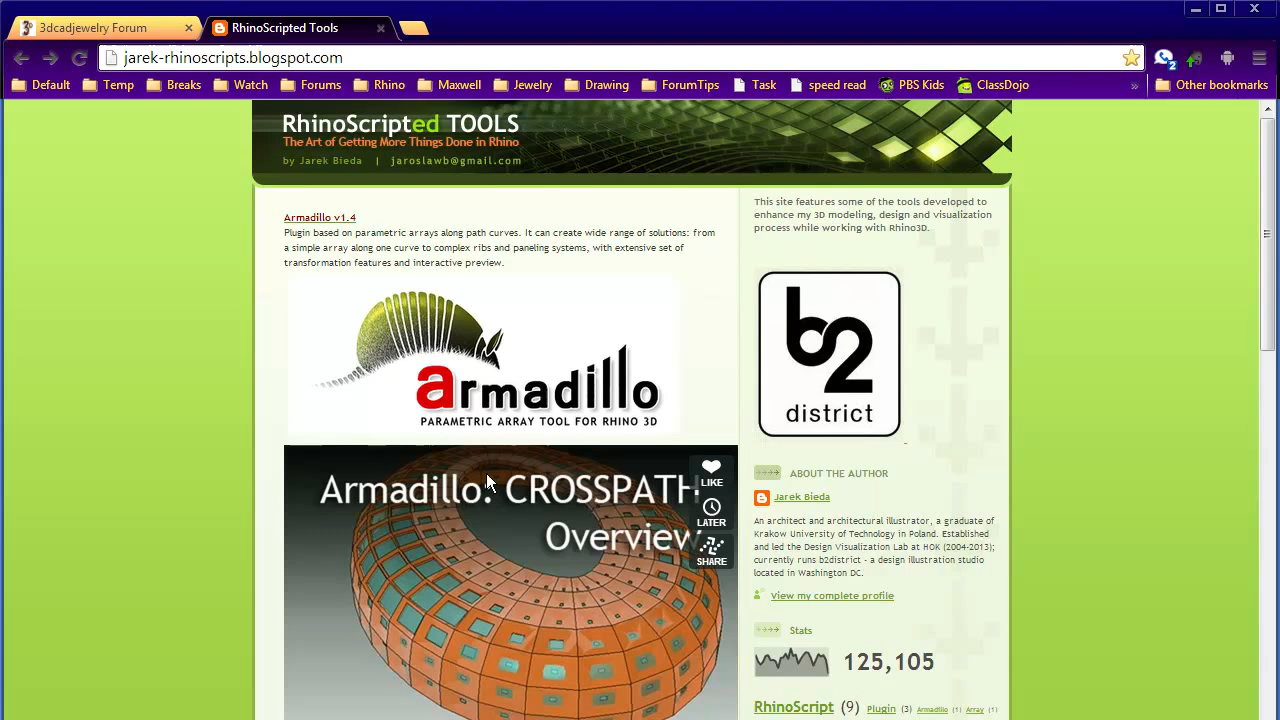 3dcadjewelry Forum
RhinoScripted Tools
jarek-rhinoscripts.blogspot.com
2
Default
Temp
Breaks
Watch
Forums
Rhino
Maxwell
Jewelry
Drawing
ForumTips
Task
speed read
PBS Kids
ClassDojo
»
Other bookmarks
RhinoScripted TOOLS
The Art of Getting More Things Done in Rhino
by Jarek Bieda | jaroslawb@gmail.com
Armadillo v1.4
Plugin based on parametric arrays along path curves. It can create wide range of solutions: from
a simple array along one curve to complex ribs and paneling systems, with extensive set of
transformation features and interactive preview.
armadillo
PARAMETRIC ARRAY TOOL FOR RHINO 3D
Armadillo: CROSSPATH
Overview
LIKE
LATER
SHARE
This site features some of the tools developed to
enhance my 3D modeling, design and visualization
process while working with Rhino3D.
b2
district
ABOUT THE AUTHOR
Jarek Bieda
An architect and architectural illustrator, a graduate of
Krakow University of Technology in Poland. Established
and led the Design Visualization Lab at HOK (2004-2013);
currently runs b2district - a design illustration studio
located in Washington DC.
View my complete profile
Stats
125,105
RhinoScript (9) Plugin (3) Armadillo (1) Array (1)